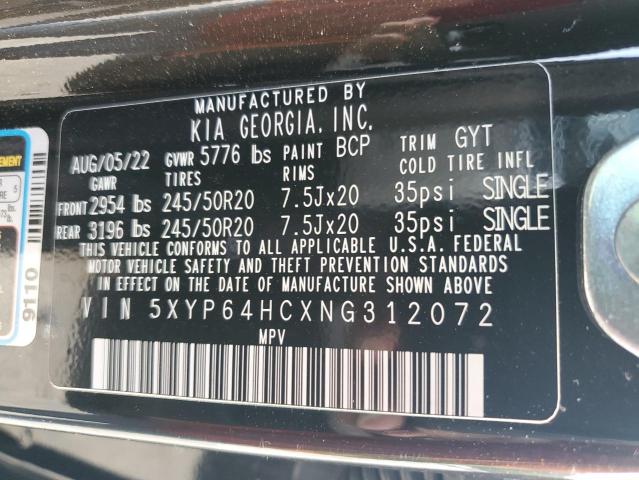 MANUFACTURED BY
KIA GEORGIA, INC.
AUG/05/22 GVWR 5776 lbs PAINT BCP TRIM GYT
GAWR TIRES RIMS COLD TIRE INFL
FRONT 2954 lbs 245/50R20 7.5Jx20 35psi SINGLE
REAR 3196 lbs 245/50R20 7.5Jx20 35psi SINGLE
THIS VEHICLE CONFORMS TO ALL APPLICABLE U.S.A. FEDERAL
MOTOR VEHICLE SAFETY AND THEFT PREVENTION STANDARDS
IN EFFECT ON THE DATE OF MANUFACTURE SHOWN ABOVE
VIN 5XYP64HCXNG312072
MPV
9110